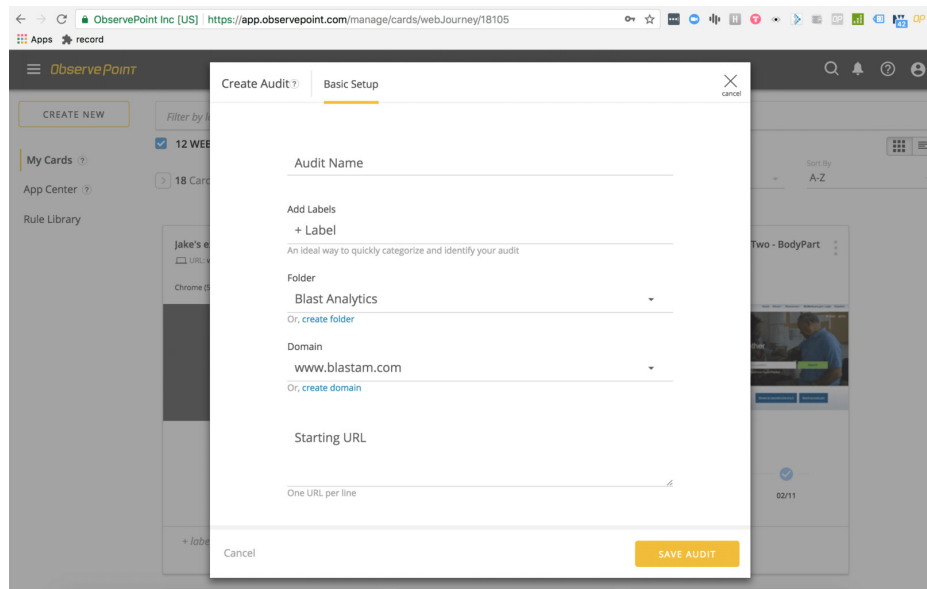 ObservePoint Inc [US] https://app.observepoint.com/manage/cards/webJourney/18105
Apps record
ObservePoint
Create Audit Basic Setup
cancel
CREATE NEW
Filter by
12 WEE
My Cards
18 Card
Sort By
A-Z
App Center
Rule Library
Audit Name
Add Labels
+ Label
An ideal way to quickly categorize and identify your audit
Jake's e
Two - BodyPart
URL:
Chrome (S
Folder
Blast Analytics
Or, create folder
Domain
www.blastam.com
Or, create domain
Starting URL
One URL per line
02/11
+ labe
Cancel
SAVE AUDIT